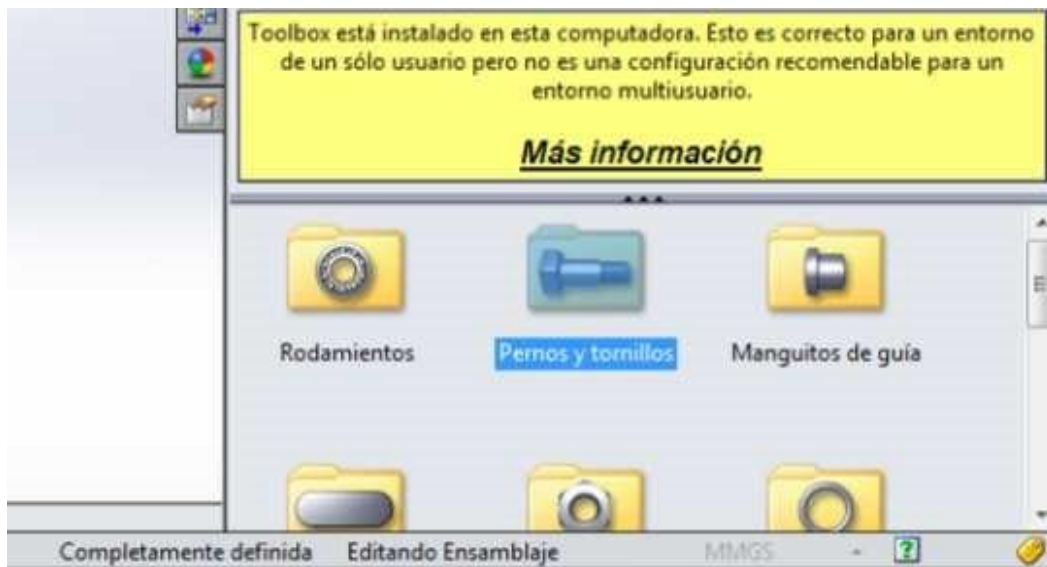 Toolbox está instalado en esta computadora. Esto es correcto para un entorno
de un sólo usuario pero no es una configuración recomendable para un
entorno multiusuario.
Más información
Rodamientos
Pernos y tornillos
Manguitos de guía
Completamente definida
Editando Ensamblaje
MMGS